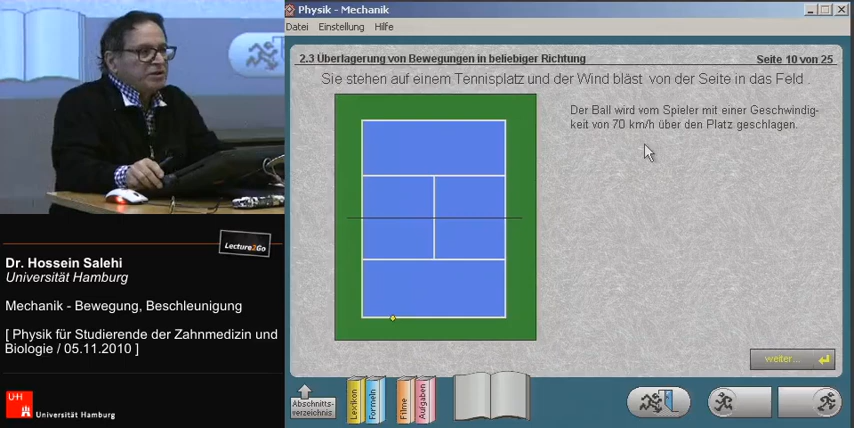 Physik - Mechanik
Datei Einstellung Hilfe
2.3 Überlagerung von Bewegungen in beliebiger Richtung
Seite 10 von 25
Sie stehen auf einem Tennisplatz und der Wind bläst von der Seite in das Feld .
Der Ball wird vom Spieler mit einer Geschwindig-
keit von 70 km/h über den Platz geschlagen.
weiter...
Abschnitts-
verzeichnis
Lexikon
Formeln
Filme
Aufgaben
Lecture2Go
Dr. Hossein Salehi
Universität Hamburg
Mechanik - Bewegung, Beschleunigung
[ Physik für Studierende der Zahnmedizin und
Biologie / 05.11.2010 ]
UH
Universität Hamburg